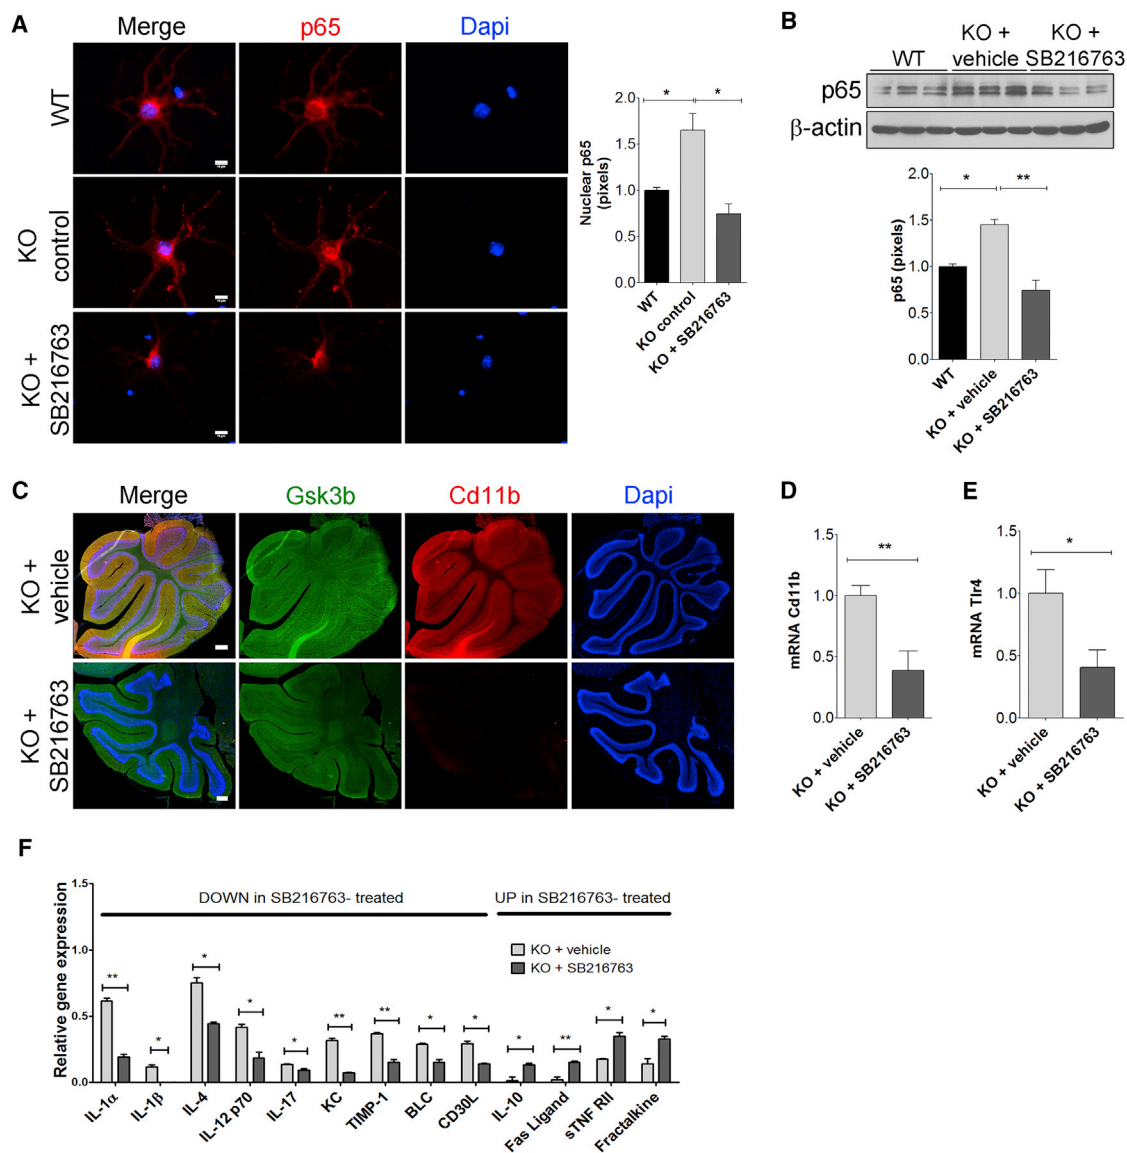 A
Merge
p65
Dapi
WT
KO
control
KO +
SB216763
Nuclear p65
(pixels)
2.0
1.5
1.0
0.5
0.0
*
*
WT
KO control
KO + SB216763
B
WT
KO +
vehicle
KO +
SB216763
p65
β-actin
p65 (pixels)
2.0
1.5
1.0
0.5
0.0
*
**
WT
KO + vehicle
KO + SB216763
C
Merge
Gsk3b
Cd11b
Dapi
KO +
vehicle
KO +
SB216763
D
mRNA Cd11b
1.5
1.0
0.5
0.0
**
KO + vehicle
KO + SB216763
E
mRNA Tlr4
1.5
1.0
0.5
0.0
*
KO + vehicle
KO + SB216763
F
Relative gene expression
1.5
1.0
0.5
0.0
DOWN in SB216763- treated
UP in SB216763- treated
KO + vehicle
KO + SB216763
**
*
*
*
*
**
**
*
*
*
**
*
*
IL-1α
IL-1β
IL-4
IL-12 p70
IL-17
KC
TIMP-1
BLC
CD30L
IL-10
Fas Ligand
sTNF RII
Fractalkine